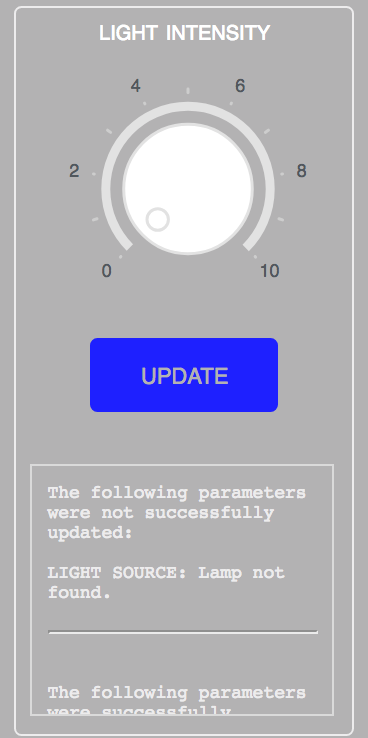 LIGHT INTENSITY
4 6
2 8
0 10
UPDATE
The following parameters
were not successfully
updated:
LIGHT SOURCE: Lamp not
found.
The following parameters
were successfully